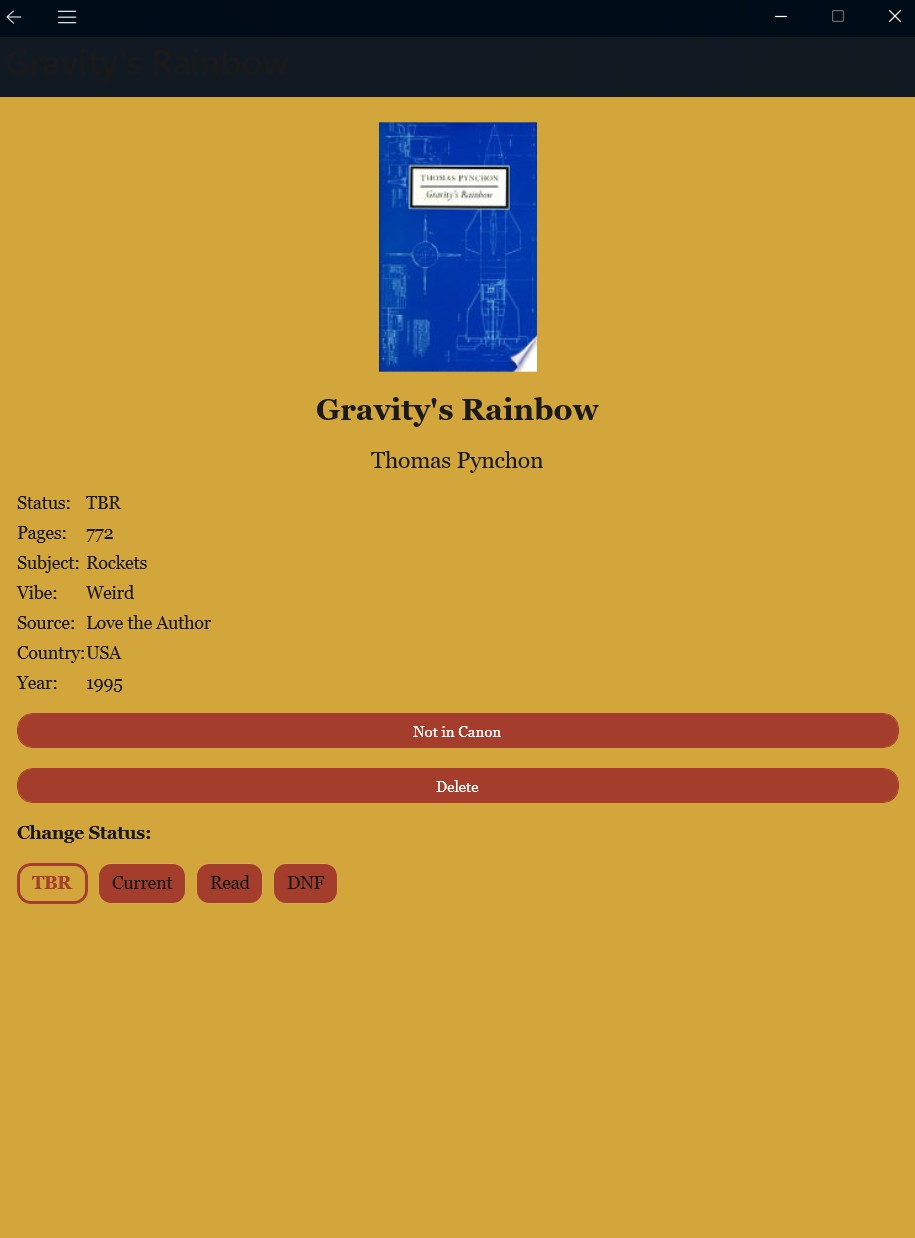 Gravity's Rainbow
THOMAS PYNCHON
Gravity's Rainbow
Gravity's Rainbow
Thomas Pynchon
Status: TBR
Pages: 772
Subject: Rockets
Vibe: Weird
Source: Love the Author
Country: USA
Year: 1995
Not in Canon
Delete
Change Status:
TBR Current Read DNF